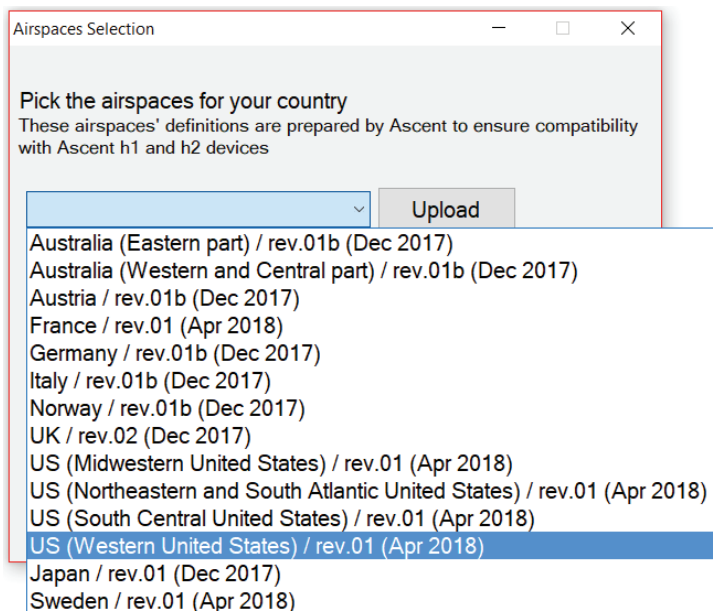 Airspaces Selection
Pick the airspaces for your country
These airspaces' definitions are prepared by Ascent to ensure compatibility
with Ascent h1 and h2 devices
Upload
Australia (Eastern part) / rev.01b (Dec 2017)
Australia (Western and Central part) / rev.01b (Dec 2017)
Austria / rev.01b (Dec 2017)
France / rev.01 (Apr 2018)
Germany / rev.01b (Dec 2017)
Italy / rev.01b (Dec 2017)
Norway / rev.01b (Dec 2017)
UK / rev.02 (Dec 2017)
US (Midwestern United States) / rev.01 (Apr 2018)
US (Northeastern and South Atlantic United States) / rev.01 (Apr 2018)
US (South Central United States) / rev.01 (Apr 2018)
US (Western United States) / rev.01 (Apr 2018)
Japan / rev.01 (Dec 2017)
Sweden / rev.01 (Apr 2018)